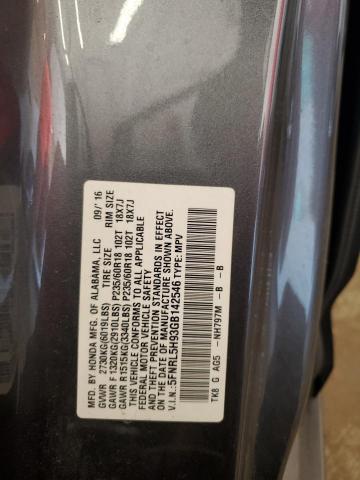 MFD. BY HONDA MFG. OF ALABAMA, LLC 09/'16
GVWR 2730KG(6019LBS) TIRE SIZE RIM SIZE
GAWR F 1320KG(2910LBS) P235/60R18 102T 18X7J
GAWR R 1515KG(3340LBS) P235/60R18 102T 18X7J
THIS VEHICLE CONFORMS TO ALL APPLICABLE
FEDERAL MOTOR VEHICLE SAFETY AND THEFT
PREVENTION STANDARDS IN EFFECT ON THE
DATE OF MANUFACTURE SHOWN ABOVE.
V.I.N.:5FNRL5H93GB142546 TYPE: MPV
TK8 G AG5 -NH797M -B -B